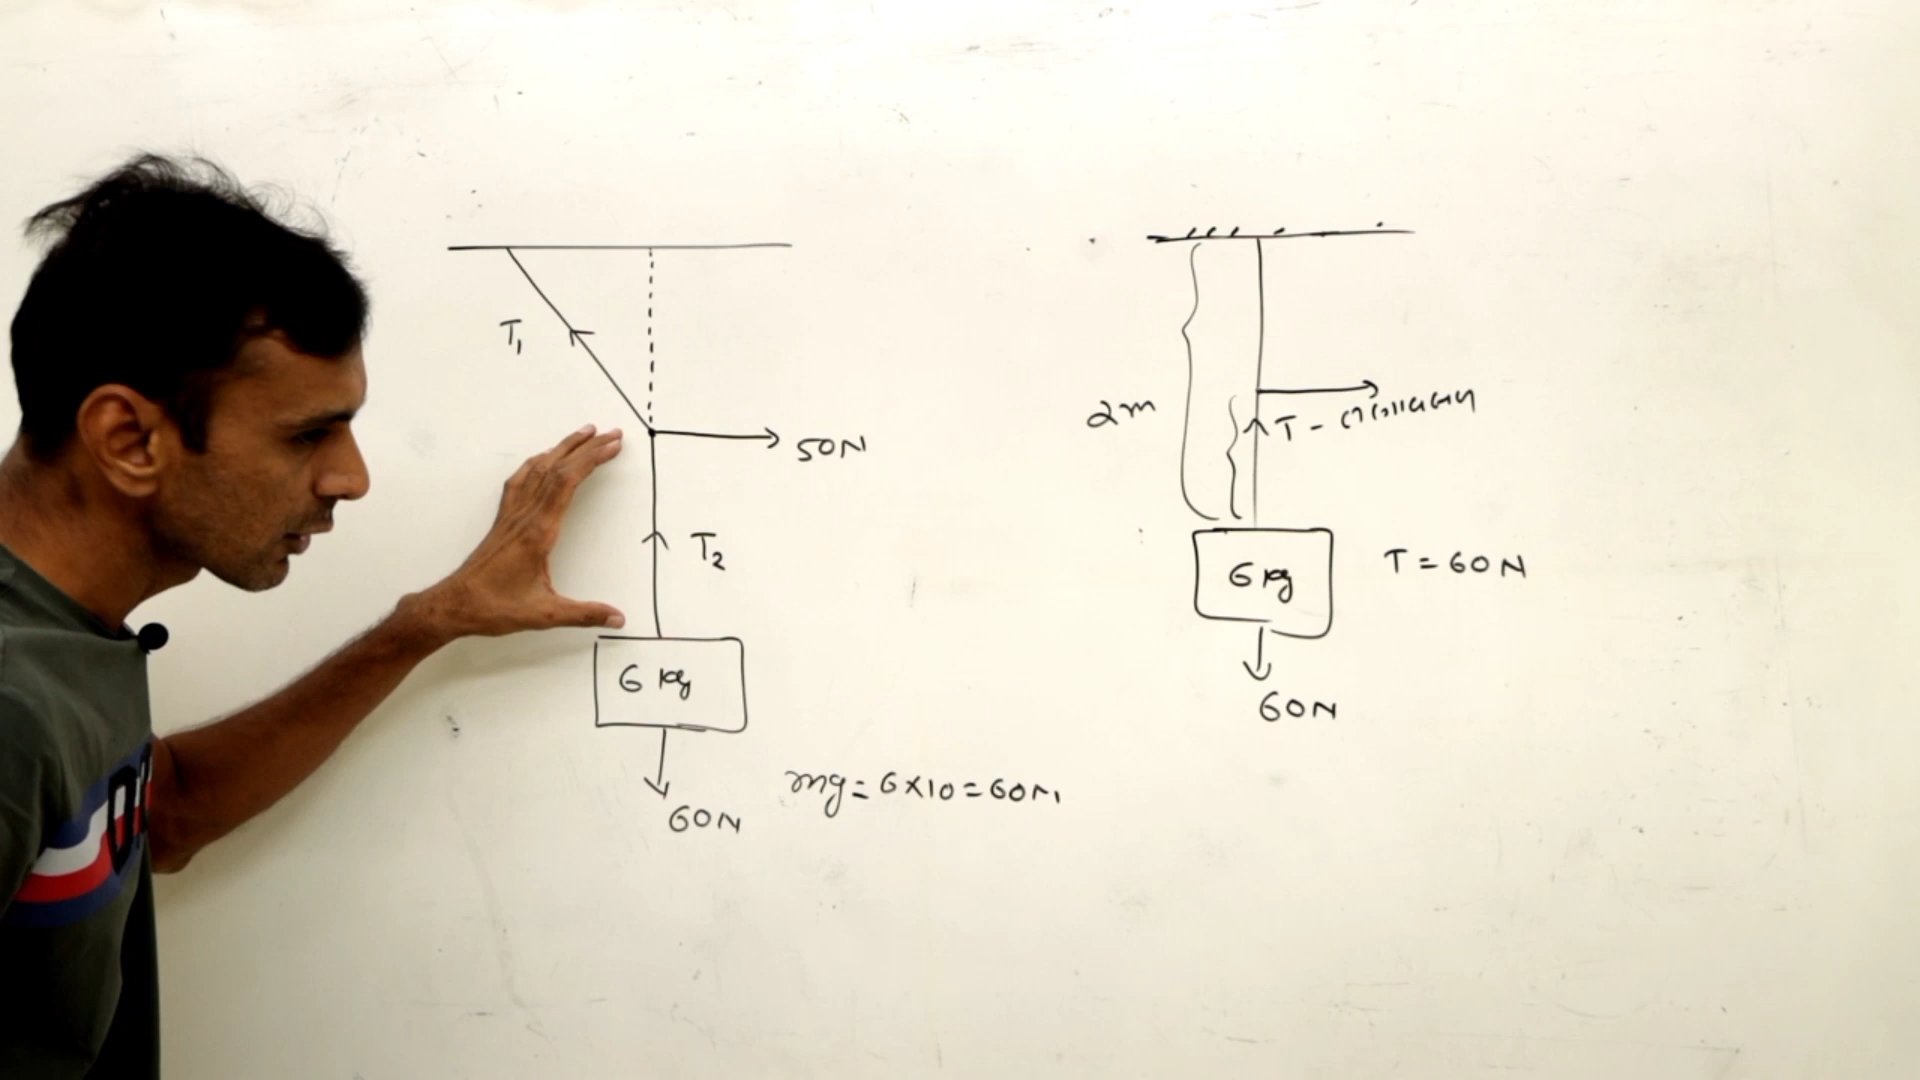 T₁
50N
T₂
6 kg
60N
mg = 6×10 = 60N
2m
T -
6 kg
T = 60N
60N